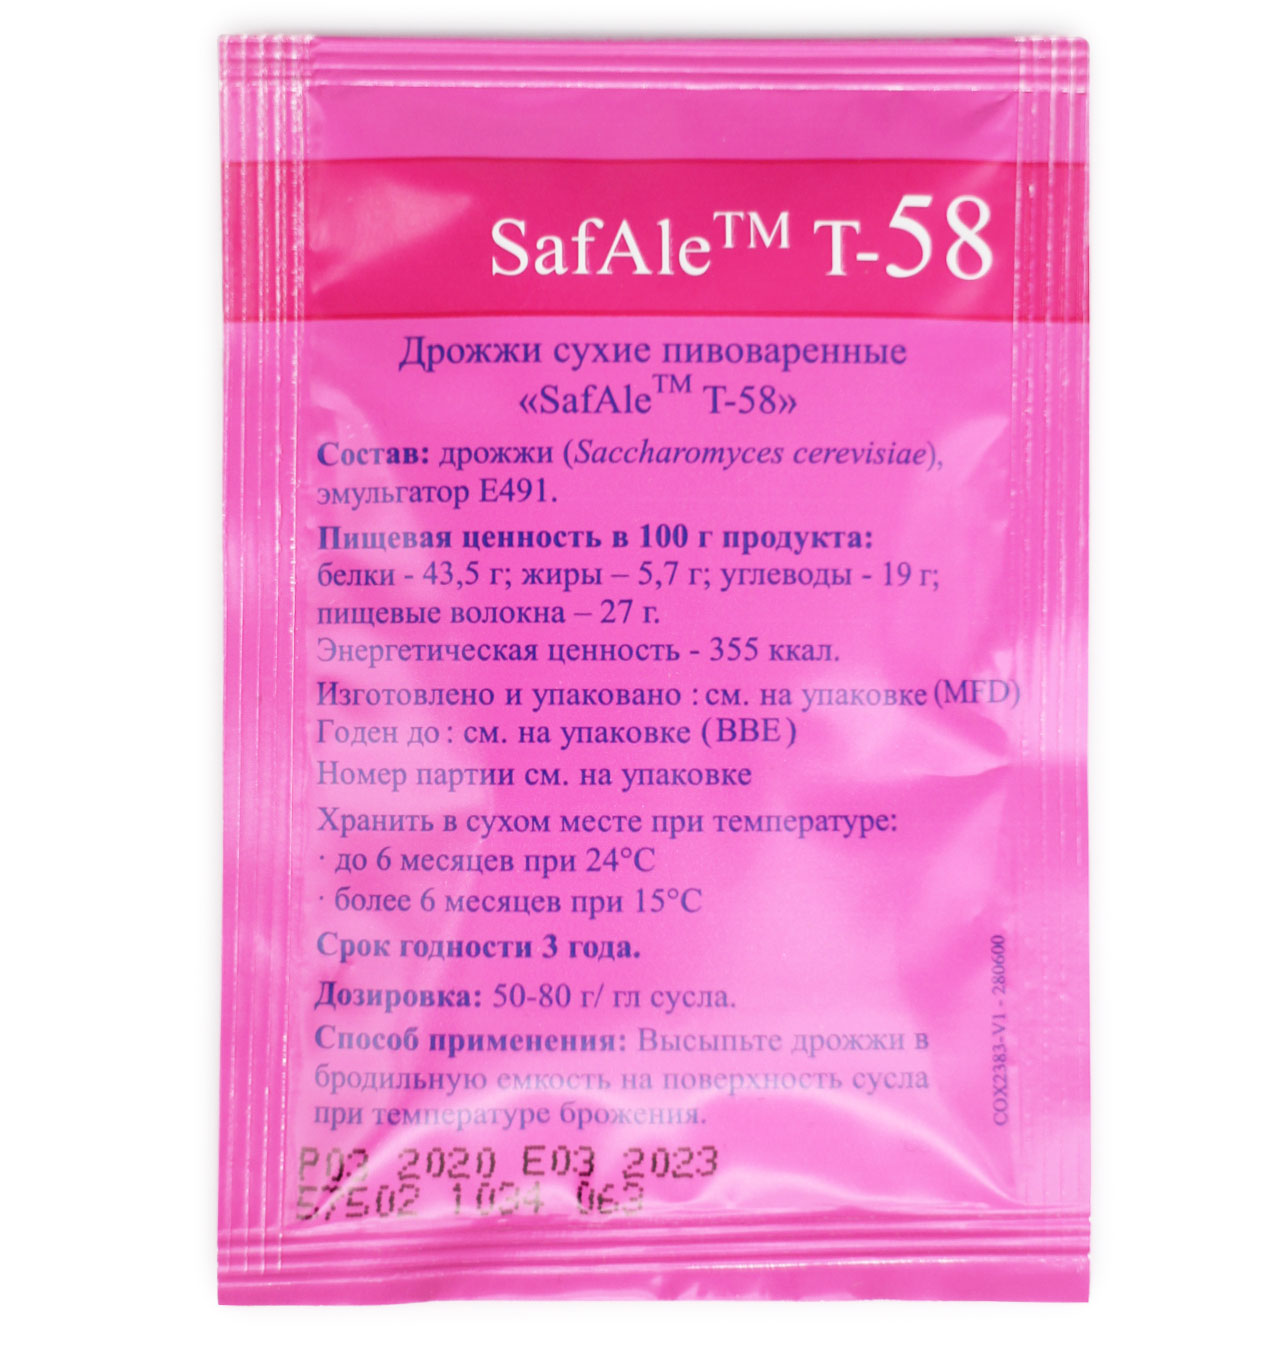 SafAle™ T-58
Дрожжи сухие пивоваренные
«SafAle™ T-58»
Состав: дрожжи (Saccharomyces cerevisiae),
эмульгатор Е491.
Пищевая ценность в 100 г продукта:
белки - 43,5 г; жиры – 5,7 г; углеводы - 19 г;
пищевые волокна – 27 г.
Энергетическая ценность - 355 ккал.
Изготовлено и упаковано : см. на упаковке (MFD)
Годен до : см. на упаковке (BBE)
Номер партии см. на упаковке
Хранить в сухом месте при температуре:
· до 6 месяцев при 24°C
· более 6 месяцев при 15°C
Срок годности 3 года.
Дозировка: 50-80 г/ гл сусла.
Способ применения: Высыпьте дрожжи в
бродильную емкость на поверхность сусла
при температуре брожения.
COX2383-V1 - 280600
P03 2020 E03 2023
57502 1034 063